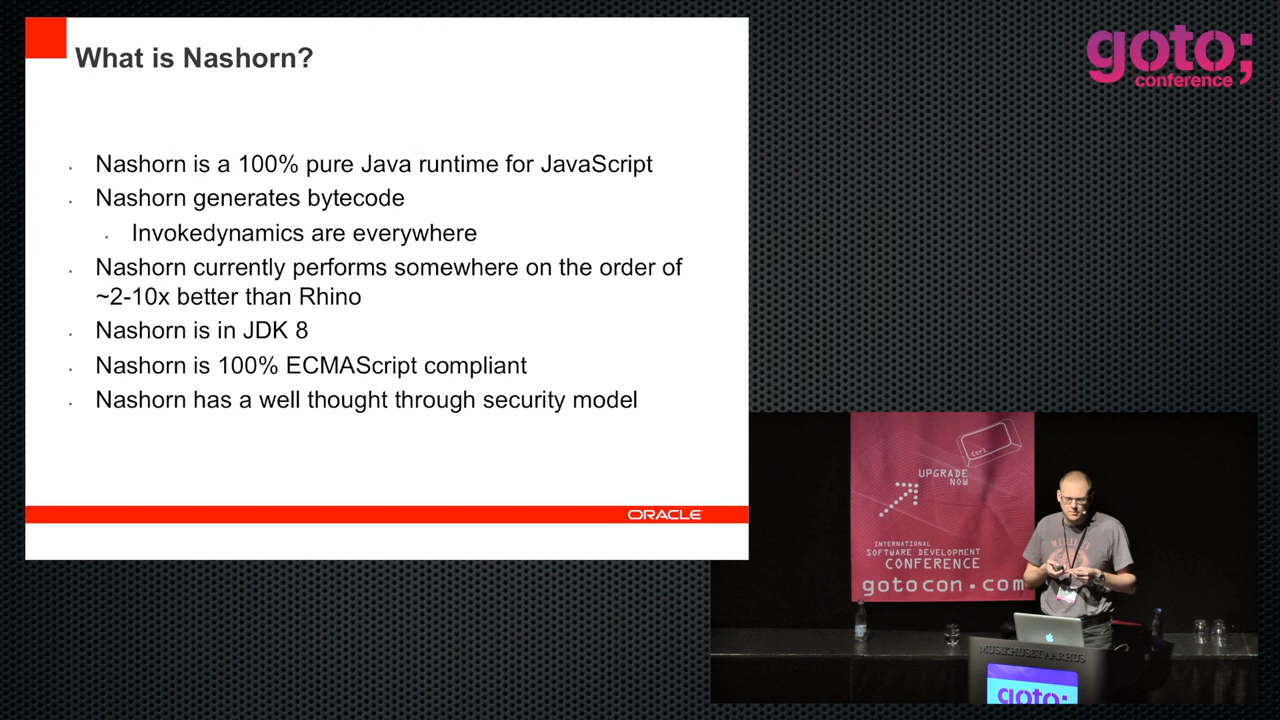 What is Nashorn?
· Nashorn is a 100% pure Java runtime for JavaScript
· Nashorn generates bytecode
· Invokedynamics are everywhere
· Nashorn currently performs somewhere on the order of
~2-10x better than Rhino
· Nashorn is in JDK 8
· Nashorn is 100% ECMAScript compliant
· Nashorn has a well thought through security model
ORACLE
goto;
conference
Ctrl
UPGRADE
NOW
INTERNATIONAL
SOFTWARE DEVELOPMENT
CONFERENCE
gotocon.com
MUSIKHUSET AARHUS
goto;